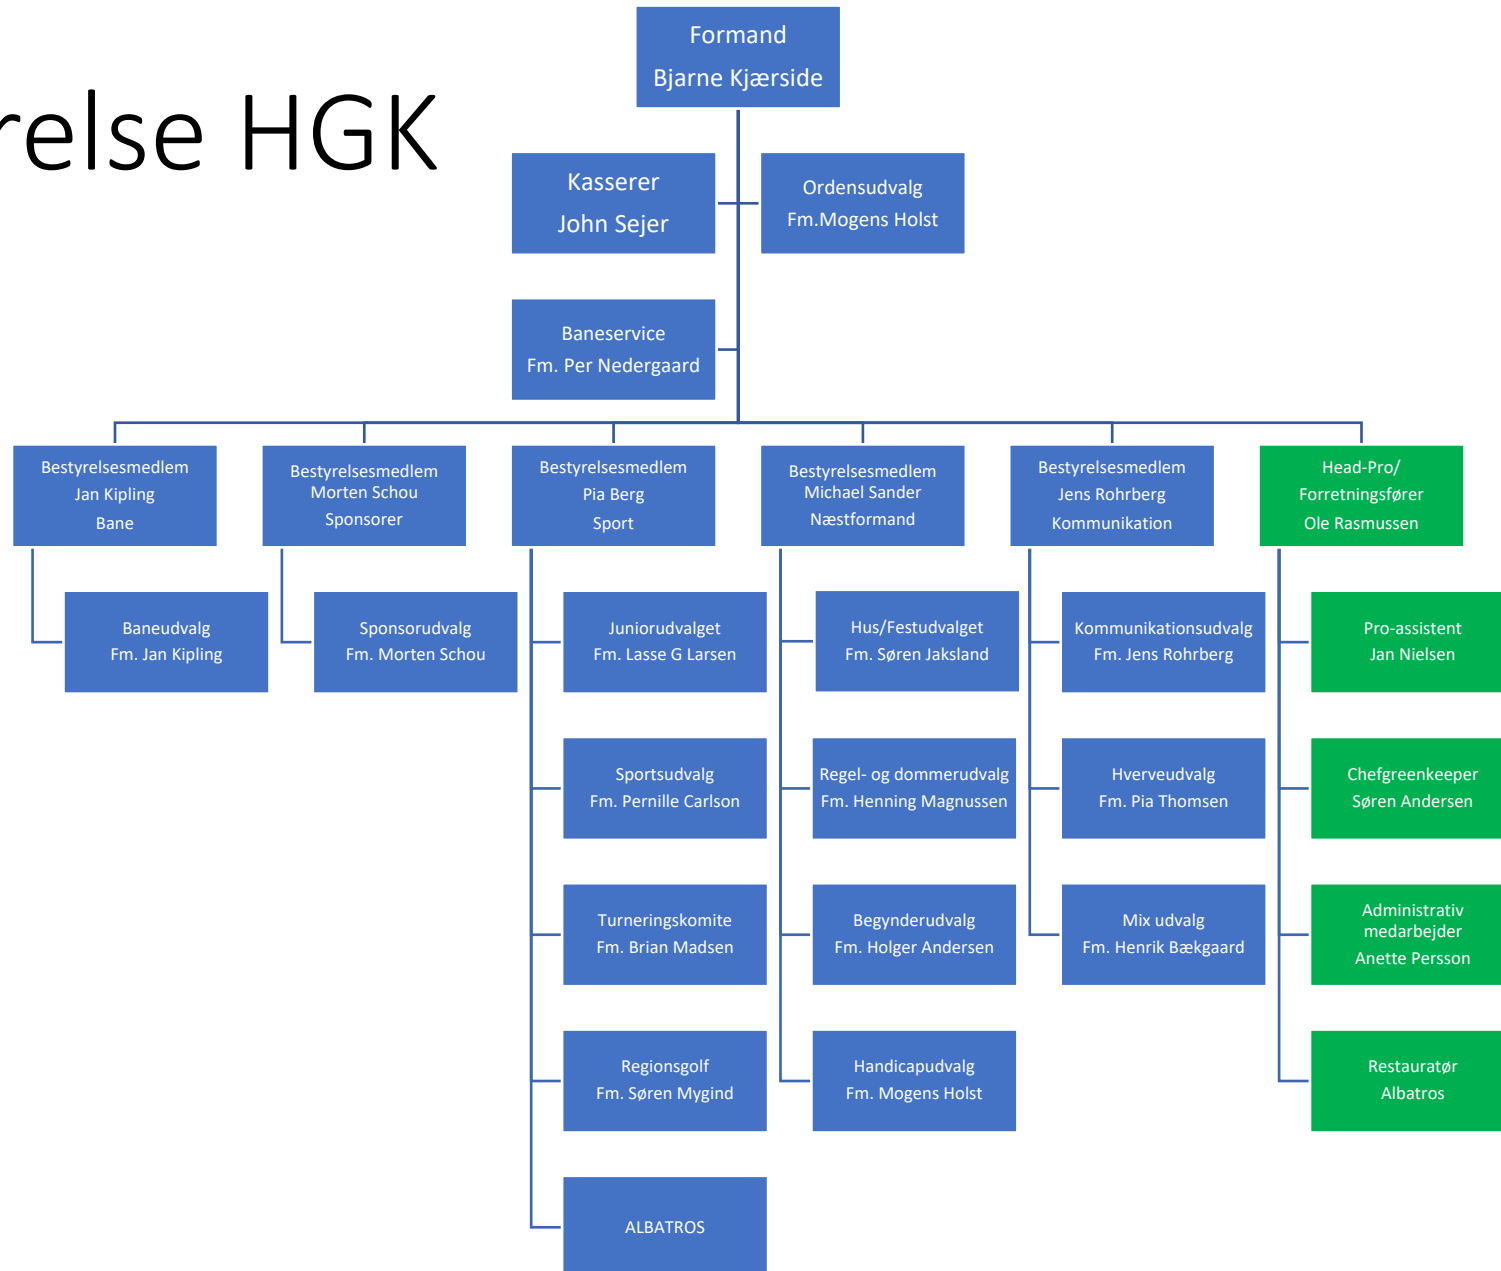 relse HGK
Formand
Bjarne Kjærside
Kasserer
John Sejer
Ordensudvalg
Fm.Mogens Holst
Baneservice
Fm. Per Nedergaard
Bestyrelsesmedlem
Jan Kipling
Bane
Bestyrelsesmedlem
Morten Schou
Sponsorer
Bestyrelsesmedlem
Pia Berg
Sport
Bestyrelsesmedlem
Michael Sander
Næstformand
Bestyrelsesmedlem
Jens Rohrberg
Kommunikation
Head-Pro/
Forretningsfører
Ole Rasmussen
Baneudvalg
Fm. Jan Kipling
Sponsorudvalg
Fm. Morten Schou
Juniorudvalget
Fm. Lasse G Larsen
Hus/Festudvalget
Fm. Søren Jaksland
Kommunikationsudvalg
Fm. Jens Rohrberg
Pro-assistent
Jan Nielsen
Sportsudvalg
Fm. Pernille Carlson
Regel- og dommerudvalg
Fm. Henning Magnussen
Hverveudvalg
Fm. Pia Thomsen
Chefgreenkeeper
Søren Andersen
Turneringskomite
Fm. Brian Madsen
Begynderudvalg
Fm. Holger Andersen
Mix udvalg
Fm. Henrik Bækgaard
Administrativ
medarbejder
Anette Persson
Regionsgolf
Fm. Søren Mygind
Handicapudvalg
Fm. Mogens Holst
Restauratør
Albatros
ALBATROS